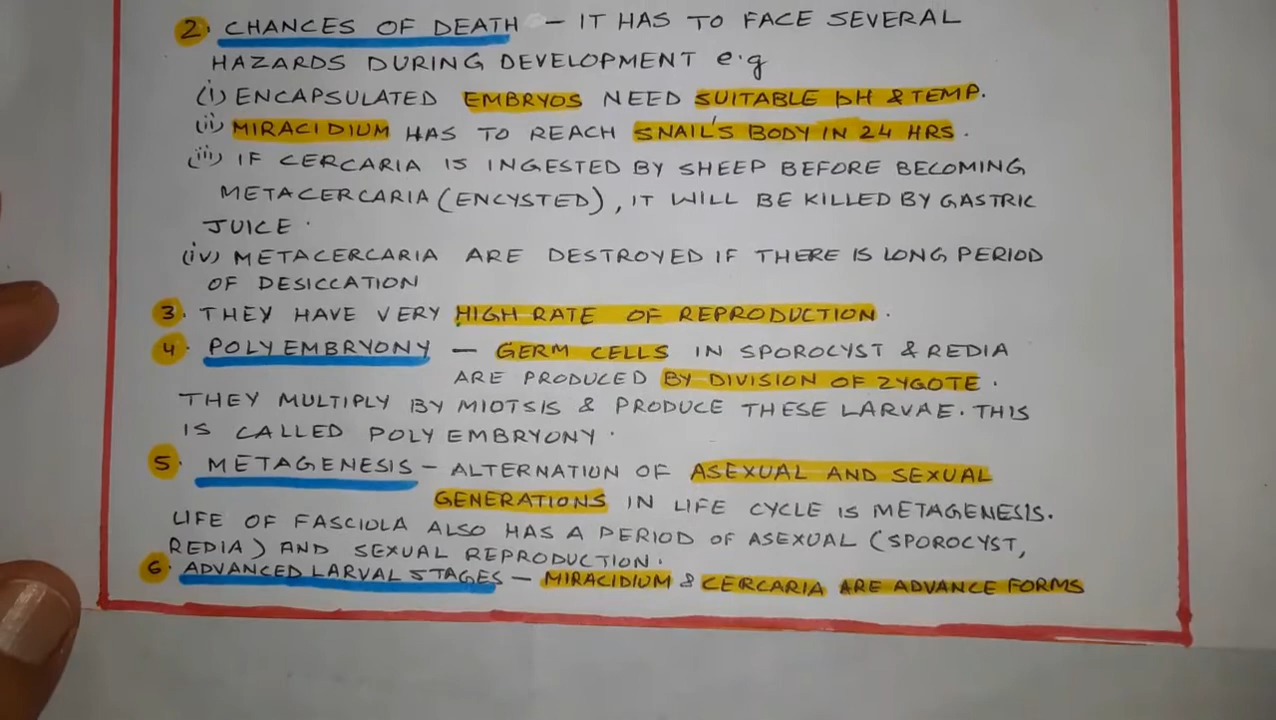 2. CHANCES OF DEATH – IT HAS TO FACE SEVERAL
HAZARDS DURING DEVELOPMENT e.g
(i) ENCAPSULATED EMBRYOS NEED SUITABLE pH & TEMP.
(ii) MIRACIDIUM HAS TO REACH SNAIL'S BODY IN 24 HRS.
(iii) IF CERCARIA IS INGESTED BY SHEEP BEFORE BECOMING
METACERCARIA (ENCYSTED), IT WILL BE KILLED BY GASTRIC
JUICE.
(iv) METACERCARIA ARE DESTROYED IF THERE IS LONG PERIOD
OF DESICCATION
3. THEY HAVE VERY HIGH RATE OF REPRODUCTION.
4. POLYEMBRYONY – GERM CELLS IN SPOROCYST & REDIA
ARE PRODUCED BY DIVISION OF ZYGOTE.
THEY MULTIPLY BY MIOTSIS & PRODUCE THESE LARVAE. THIS
IS CALLED POLYEMBRYONY.
5. METAGENESIS – ALTERNATION OF ASEXUAL AND SEXUAL
GENERATIONS IN LIFE CYCLE IS METAGENESIS.
LIFE OF FASCIOLA ALSO HAS A PERIOD OF ASEXUAL (SPOROCYST,
REDIA) AND SEXUAL REPRODUCTION.
6. ADVANCED LARVAL STAGES – MIRACIDIUM & CERCARIA ARE ADVANCE FORMS